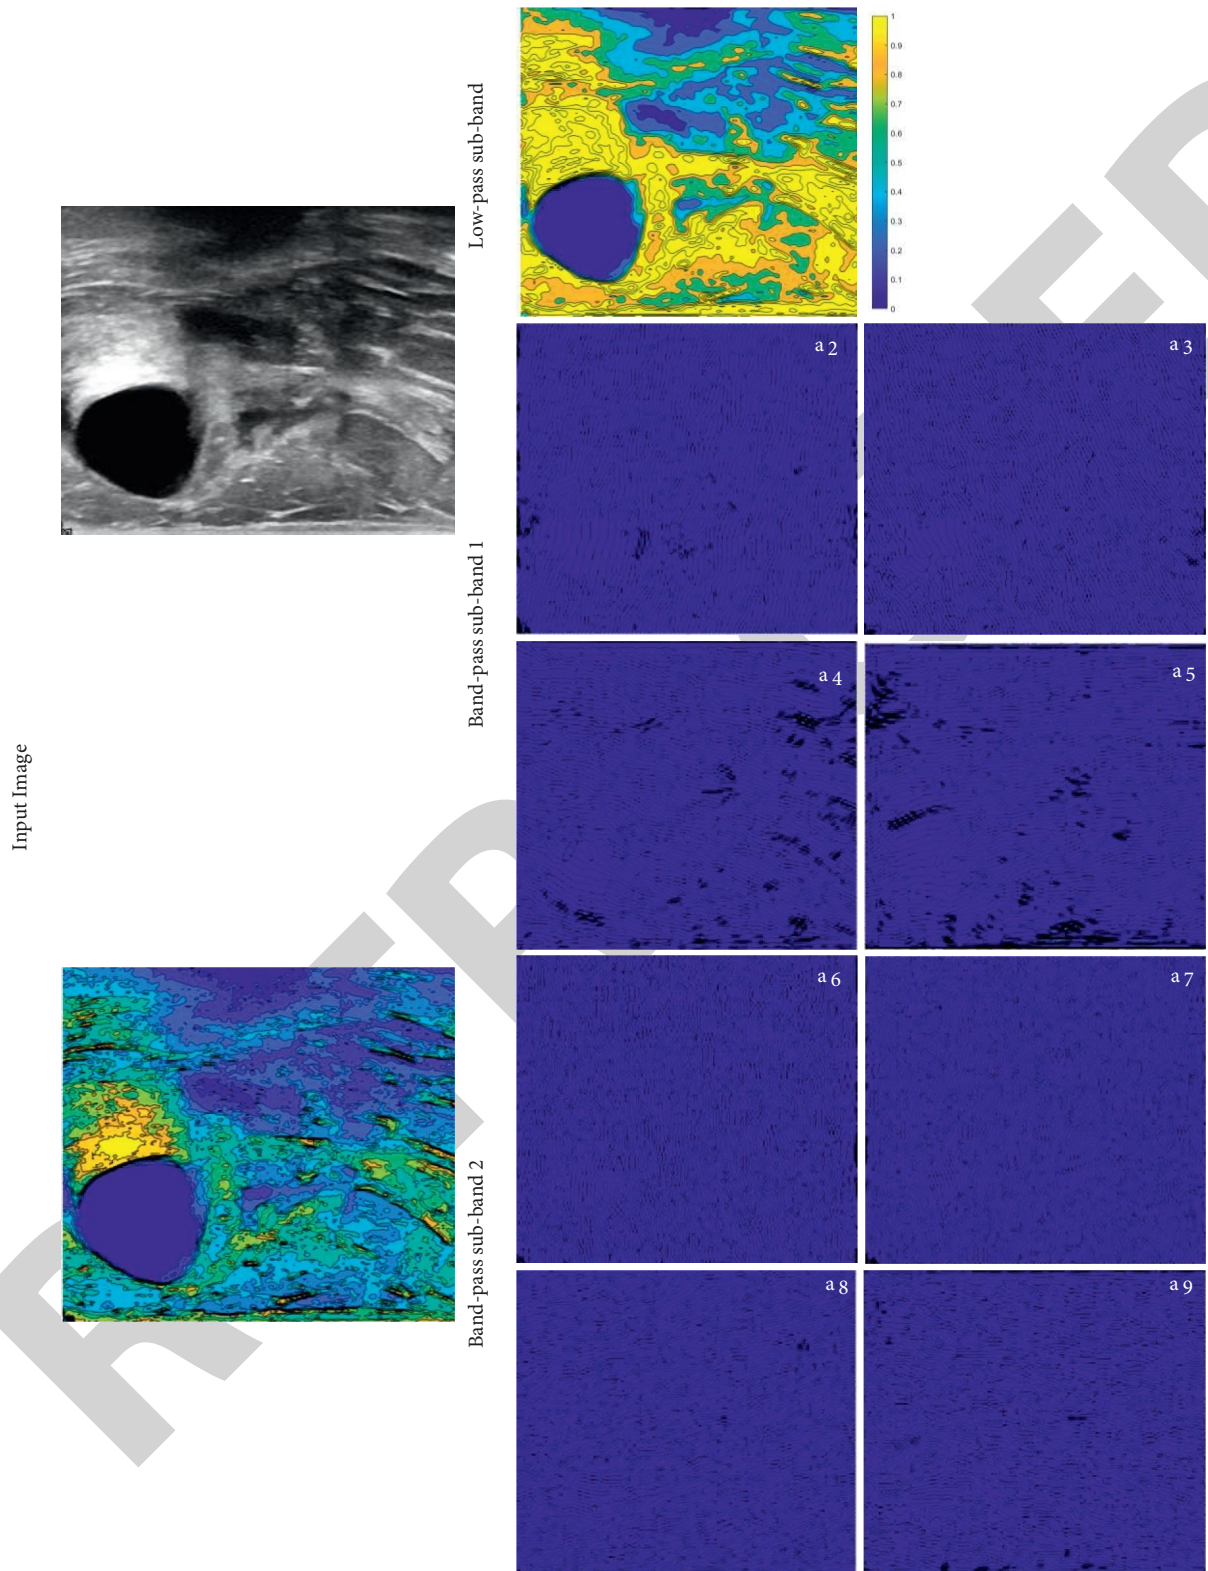 Input Image
Low-pass sub-band
1
0.9
0.8
0.7
0.6
0.5
0.4
0.3
0.2
0.1
0
Band-pass sub-band 1
a 2
a 3
a 4
a 5
Band-pass sub-band 2
a 6
a 7
a 8
a 9